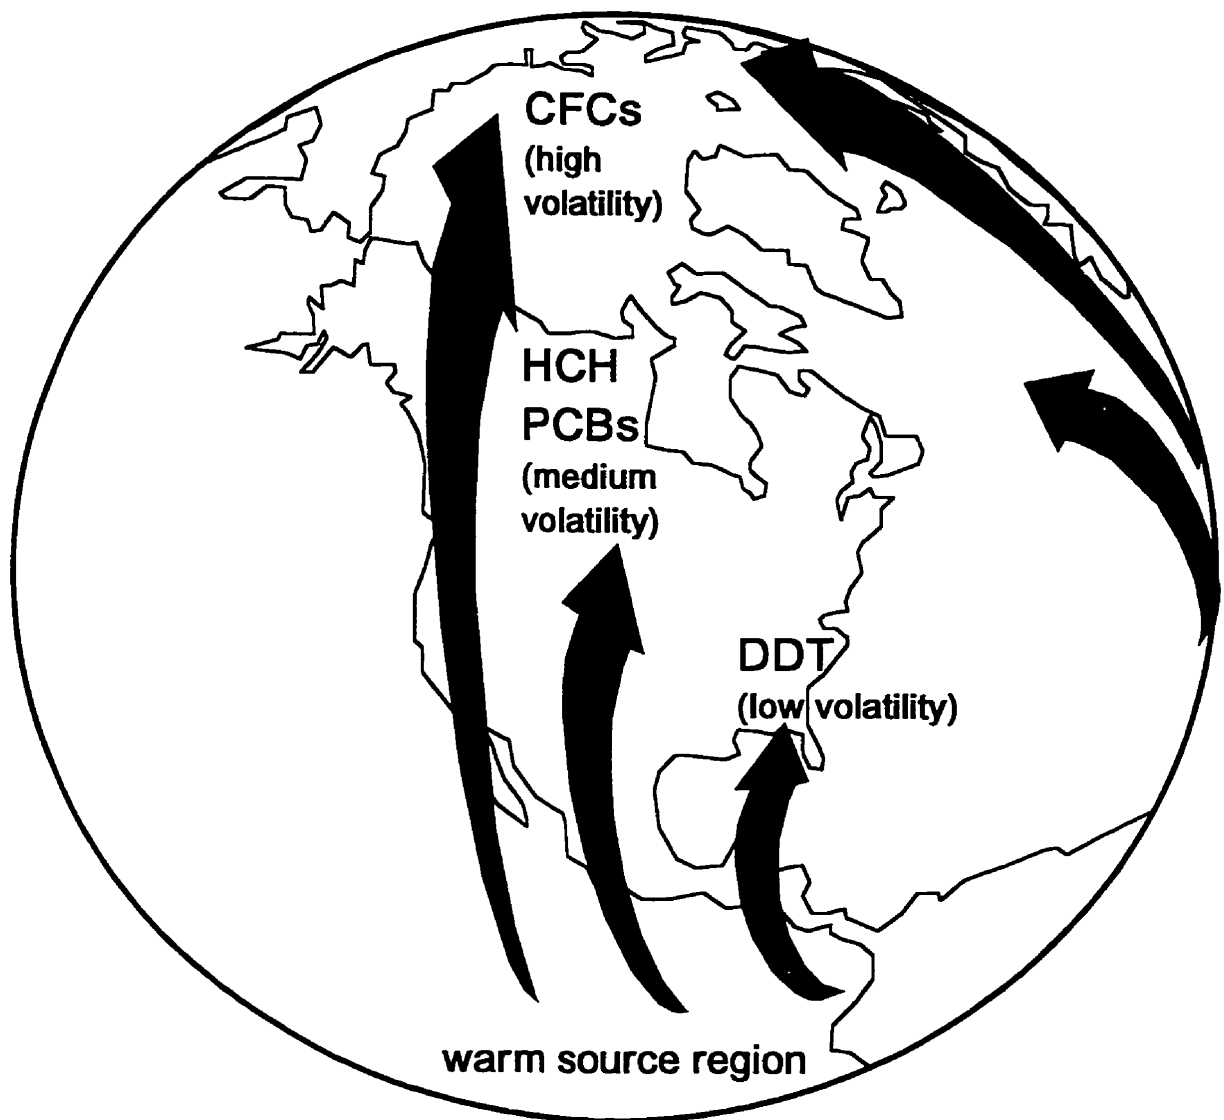 CFCs
(high
volatility)
HCH
PCBs
(medium
volatility)
DDT
(low volatility)
warm source region